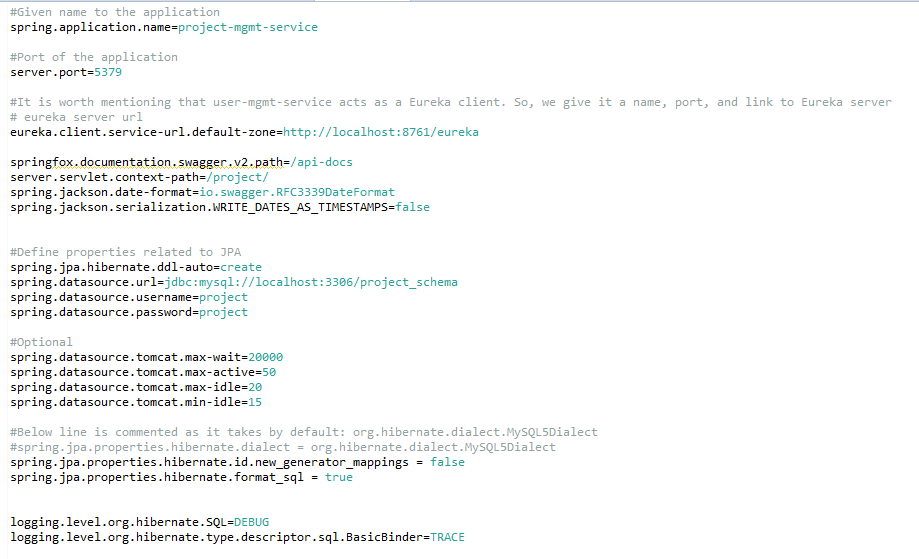 #Given name to the application
spring.application.name=project-mgmt-service
#Port of the application
server.port=5379
#It is worth mentioning that user-mgmt-service acts as a Eureka client. So, we give it a name, port, and link to Eureka server
# eureka server url
eureka.client.service-url.default-zone=http://localhost:8761/eureka
springfox.documentation.swagger.v2.path=/api-docs
server.servlet.context-path=/project/
spring.jackson.date-format=io.swagger.RFC3339DateFormat
spring.jackson.serialization.WRITE_DATES_AS_TIMESTAMPS=false
#Define properties related to JPA
spring.jpa.hibernate.ddl-auto=create
spring.datasource.url=jdbc:mysql://localhost:3306/project_schema
spring.datasource.username=project
spring.datasource.password=project
#Optional
spring.datasource.tomcat.max-wait=20000
spring.datasource.tomcat.max-active=50
spring.datasource.tomcat.max-idle=20
spring.datasource.tomcat.min-idle=15
#Below line is commented as it takes by default: org.hibernate.dialect.MySQL5Dialect
#spring.jpa.properties.hibernate.dialect = org.hibernate.dialect.MySQL5Dialect
spring.jpa.properties.hibernate.id.new_generator_mappings = false
spring.jpa.properties.hibernate.format_sql = true
logging.level.org.hibernate.SQL=DEBUG
logging.level.org.hibernate.type.descriptor.sql.BasicBinder=TRACE